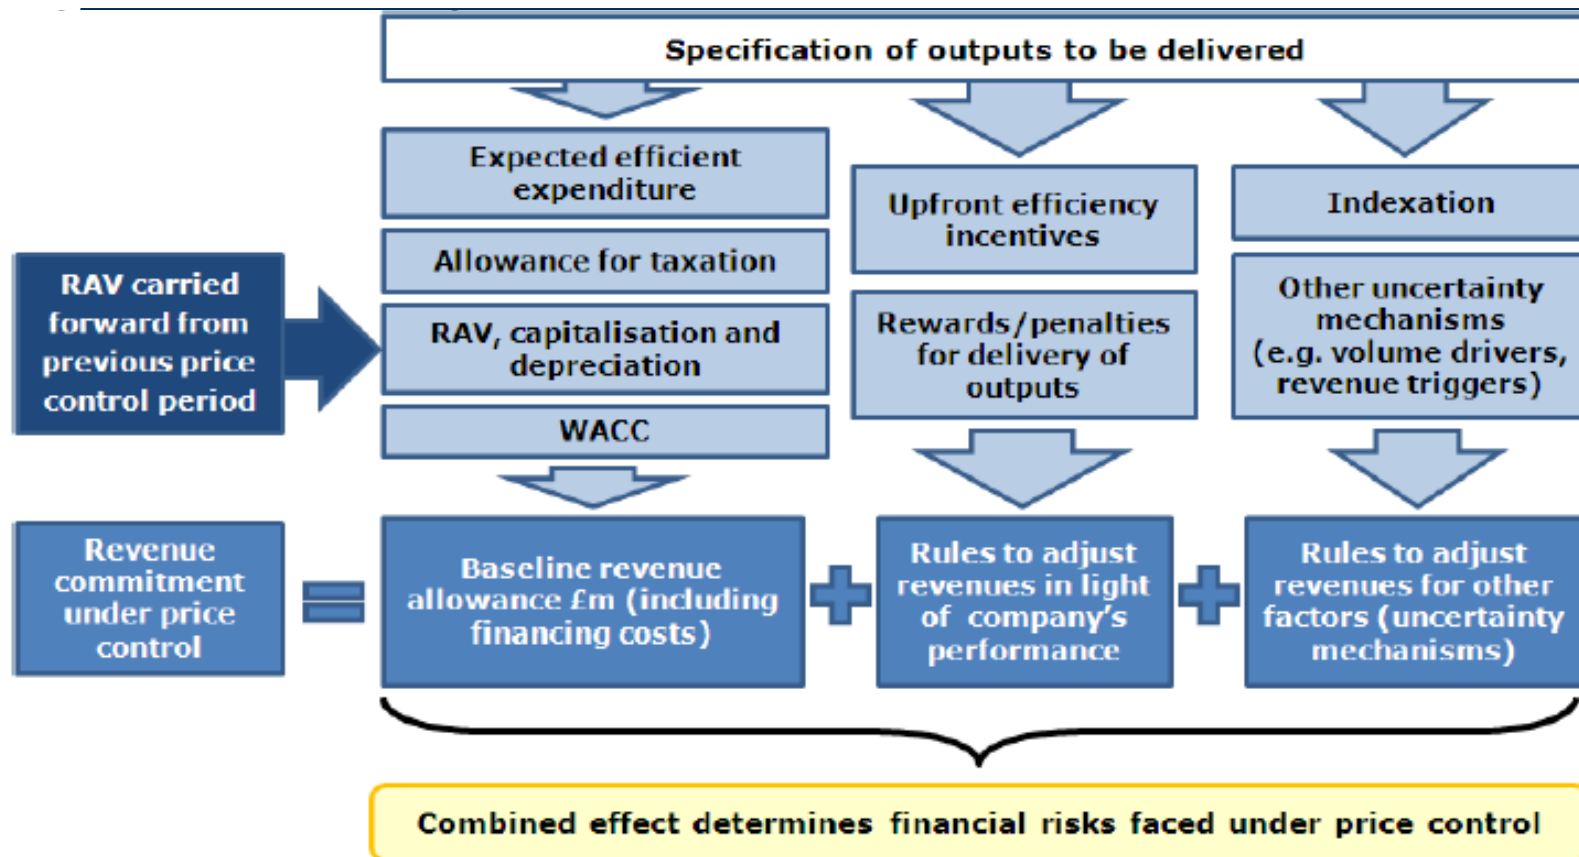 Specification of outputs to be delivered
Expected efficient
expenditure
Allowance for taxation
RAV, capitalisation and
depreciation
WACC
Upfront efficiency
incentives
Rewards/penalties
for delivery of
outputs
Indexation
Other uncertainty
mechanisms
(e.g. volume drivers,
revenue triggers)
RAV carried
forward from
previous price
control period
Revenue
commitment
under price
control
=
Baseline revenue
allowance £m (including
financing costs)
+
Rules to adjust
revenues in light
of company's
performance
+
Rules to adjust
revenues for other
factors (uncertainty
mechanisms)
Combined effect determines financial risks faced under price control